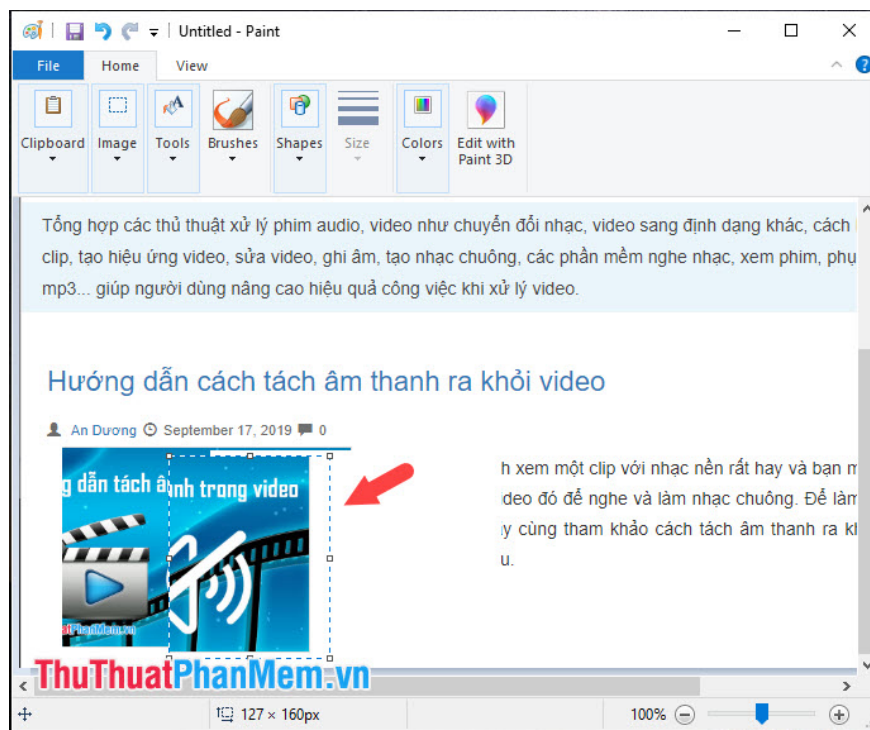 Untitled - Paint
File Home View
Clipboard Image Tools Brushes Shapes Size Colors Edit with Paint 3D
Tổng hợp các thủ thuật xử lý phim audio, video như chuyển đổi nhạc, video sang định dạng khác, cách
clip, tạo hiệu ứng video, sửa video, ghi âm, tạo nhạc chuông, các phần mềm nghe nhạc, xem phim, phụ
mp3... giúp người dùng nâng cao hiệu quả công việc khi xử lý video.
Hướng dẫn cách tách âm thanh ra khỏi video
An Dương September 17, 2019 0
h xem một clip với nhạc nền rất hay và bạn m
g dẫn tách â nh trong video
deo đó để nghe và làm nhạc chuông. Để làm
y cùng tham khảo cách tách âm thanh ra kh
u.
atPhanMem.vn
ThuThuatPhanMem.vn
127 × 160px 100%